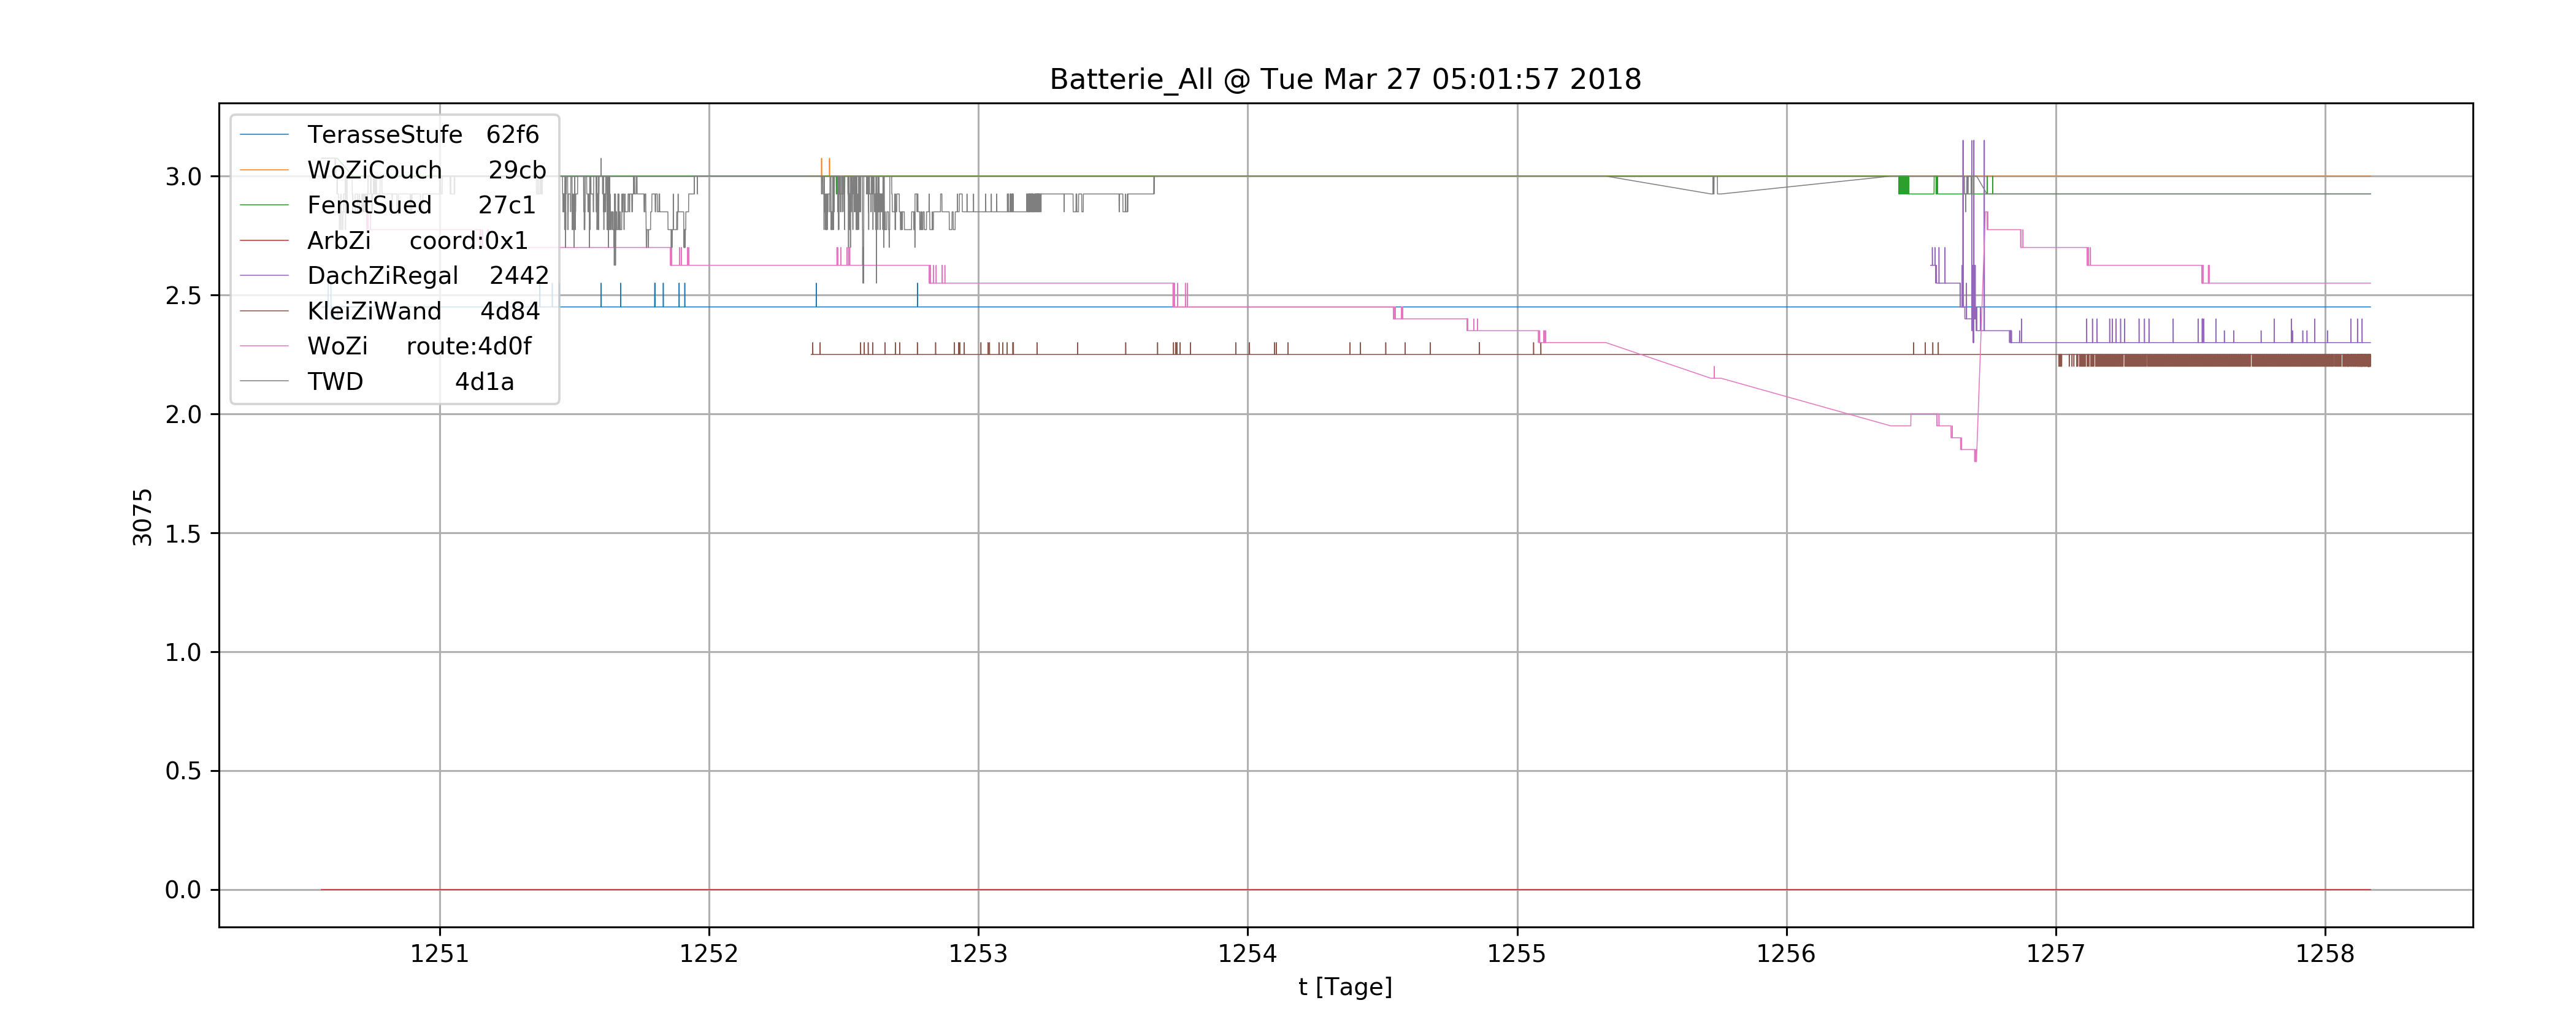 Batterie_All @ Tue Mar 27 05:01:57 2018
TerasseStufe 62f6
WoZiCouch 29cb
FenstSued 27c1
ArbZi coord:0x1
DachZiRegal 2442
KleiZiWand 4d84
WoZi route:4d0f
TWD 4d1a
3.0
2.5
2.0
1.5
1.0
0.5
0.0
3075
1251 1252 1253 1254 1255 1256 1257 1258
t [Tage]